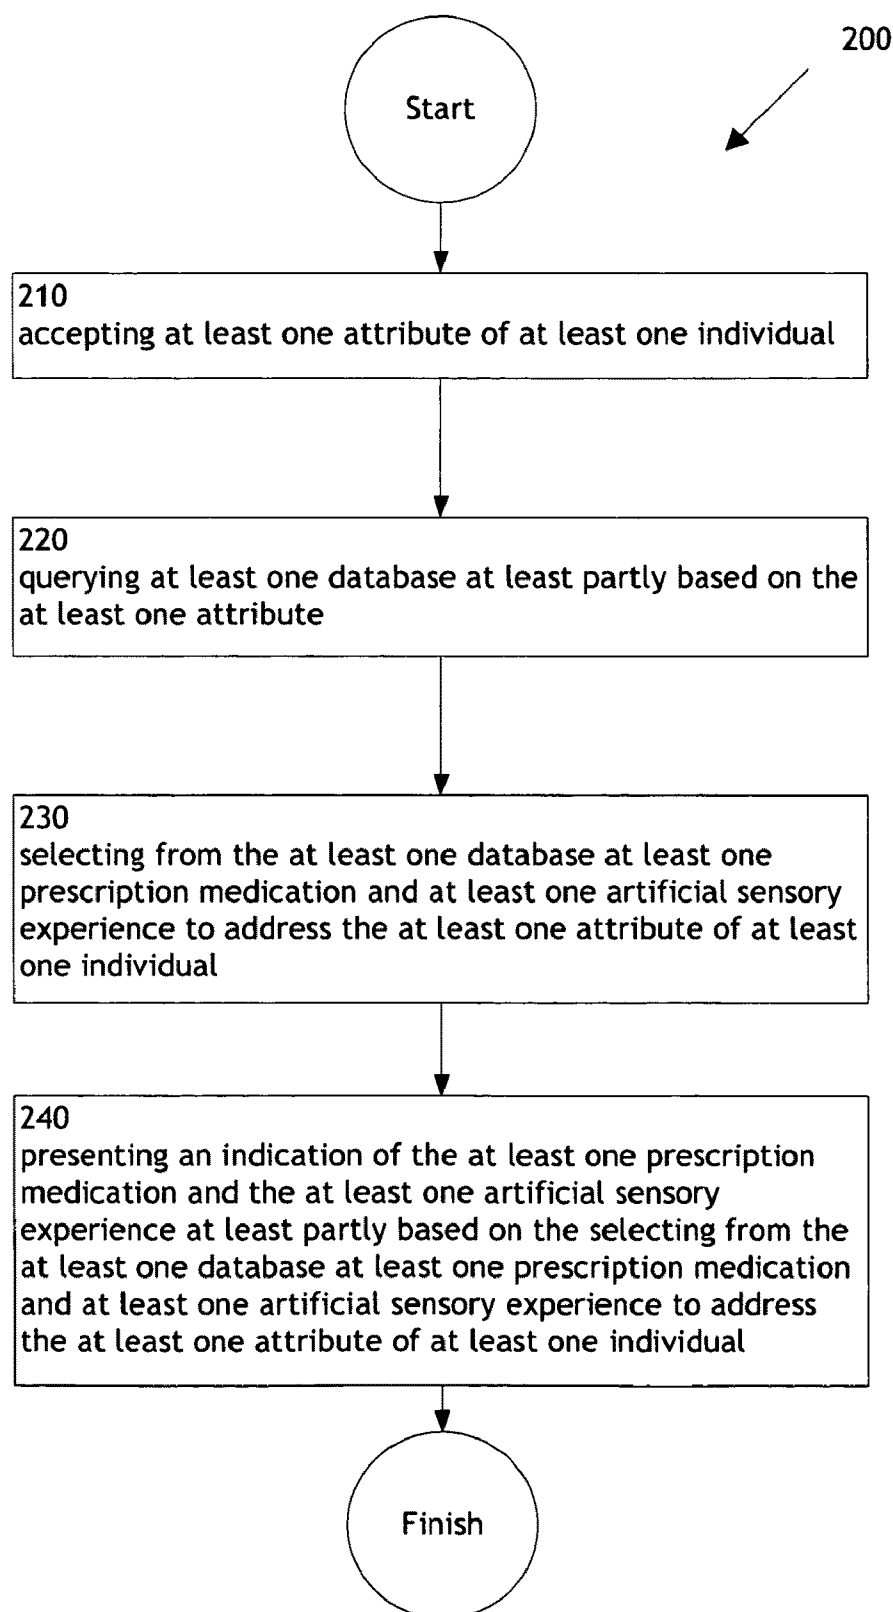 200
Start
210
accepting at least one attribute of at least one individual
220
querying at least one database at least partly based on the
at least one attribute
230
selecting from the at least one database at least one
prescription medication and at least one artificial sensory
experience to address the at least one attribute of at least
one individual
240
presenting an indication of the at least one prescription
medication and the at least one artificial sensory
experience at least partly based on the selecting from the
at least one database at least one prescription medication
and at least one artificial sensory experience to address
the at least one attribute of at least one individual
Finish